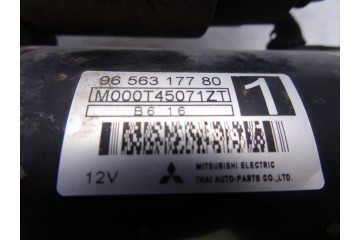 96 563 177 80
M000T45071ZT
B6 16
1
12V
MITSUBISHI ELECTRIC
THAI AUTO-PARTS CO.,LTD.